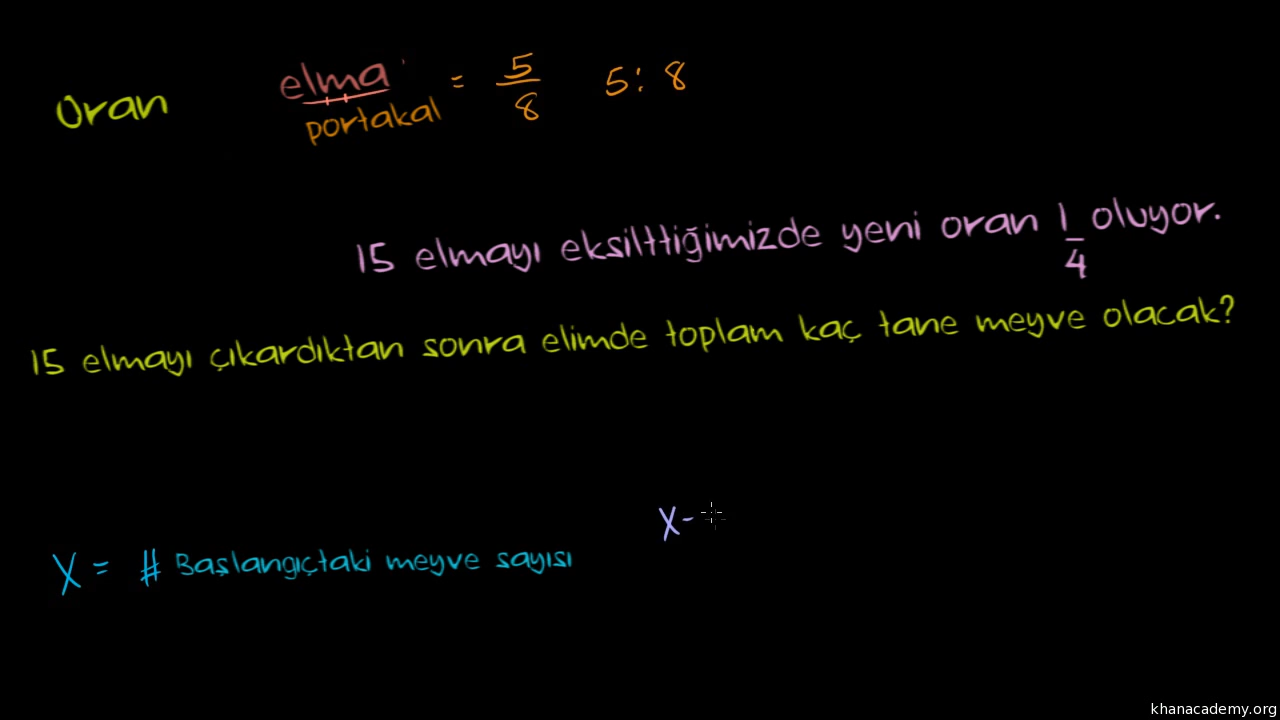 Oran elma = 5 5:8
portakal 8
15 elmayı eksilttiğimizde yeni oran 1 oluyor.
4
15 elmayı çıkardıktan sonra elimde toplam kaç tane meyve olacak?
x-
X = # Başlangıçtaki meyve sayısı
khanacademy.org